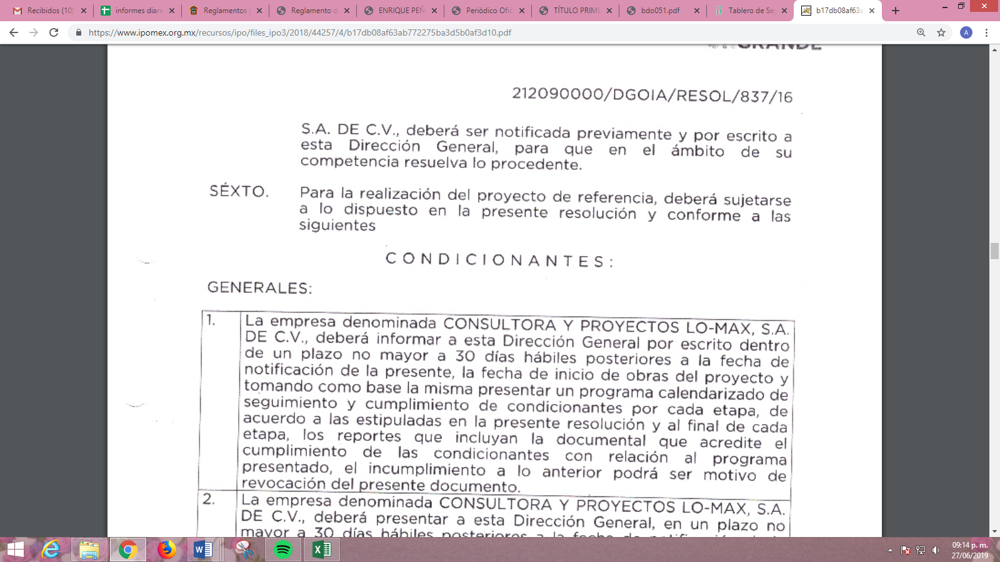 Recibidos (10)
informes diari
Reglamentos
Reglamento d
ENRIQUE PEÑ
Periódico Ofic
TÍTULO PRIME
bdo051.pdf
Tablero de Se
b17db08af63a
https://www.ipomex.org.mx/recursos/ipo/files_ipo3/2018/44257/4/b17db08af63ab772275ba3d5b0af3d10.pdf
A
GRANDE
212090000/DGOIA/RESOL/837/16
S.A. DE C.V., deberá ser notificada previamente y por escrito a
esta Dirección General, para que en el ámbito de su
competencia resuelva lo procedente.
SÉXTO. Para la realización del proyecto de referencia, deberá sujetarse
a lo dispuesto en la presente resolución y conforme a las
siguientes
C O N D I C I O N A N T E S :
GENERALES:
1. La empresa denominada CONSULTORA Y PROYECTOS LO-MAX, S.A.
DE C.V., deberá informar a esta Dirección General por escrito dentro
de un plazo no mayor a 30 días hábiles posteriores a la fecha de
notificación de la presente, la fecha de inicio de obras del proyecto y
tomando como base la misma presentar un programa calendarizado de
seguimiento y cumplimiento de condicionantes por cada etapa, de
acuerdo a las estipuladas en la presente resolución y al final de cada
etapa, los reportes que incluyan la documental que acredite el
cumplimiento de las condicionantes con relación al programa
presentado, el incumplimiento a lo anterior podrá ser motivo de
revocación del presente documento.
2. La empresa denominada CONSULTORA Y PROYECTOS LO-MAX, S.A.
DE C.V., deberá presentar a esta Dirección General, en un plazo no
mayor a 30 días hábiles posteriores a la fecha de
09:14 p. m.
27/06/2019